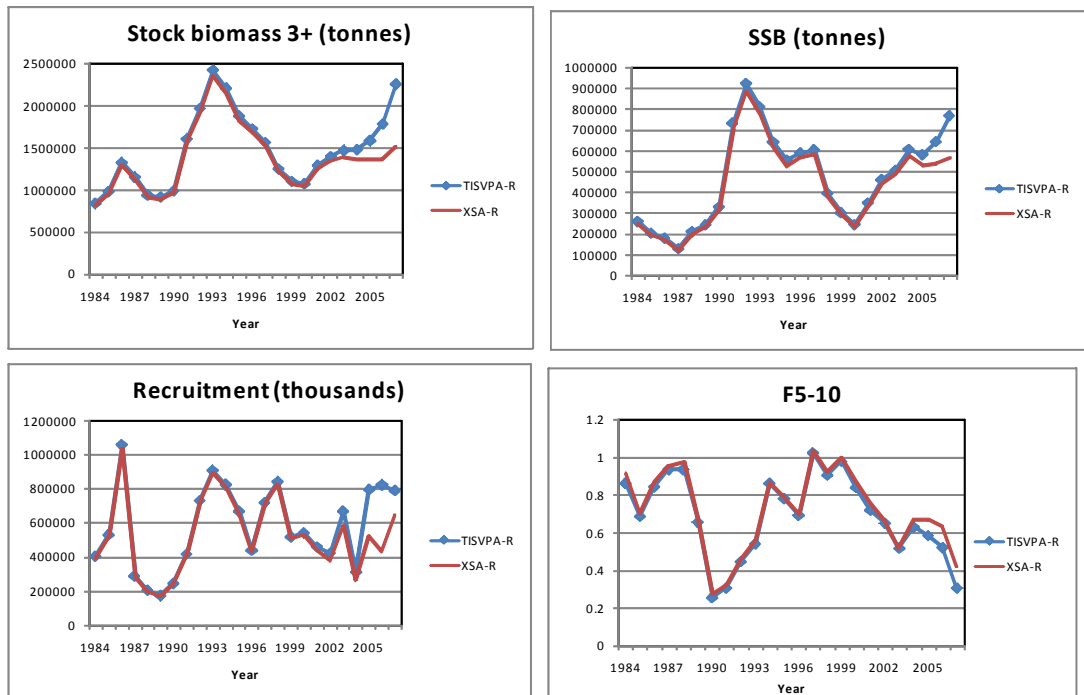 Stock biomass 3+ (tonnes)
2500000
2000000
1500000
1000000
500000
0
1984 1987 1990 1993 1996 1999 2002 2005
Year
TISVPA-R
XSA-R
SSB (tonnes)
1000000
900000
800000
700000
600000
500000
400000
300000
200000
100000
0
1984 1987 1990 1993 1996 1999 2002 2005
Year
TISVPA-R
XSA-R
Recruitment (thousands)
1200000
1000000
800000
600000
400000
200000
0
1984 1987 1990 1993 1996 1999 2002 2005
Year
TISVPA-R
XSA-R
F5-10
1.2
1
0.8
0.6
0.4
0.2
0
1984 1987 1990 1993 1996 1999 2002 2005
Year
TISVPA-R
XSA-R